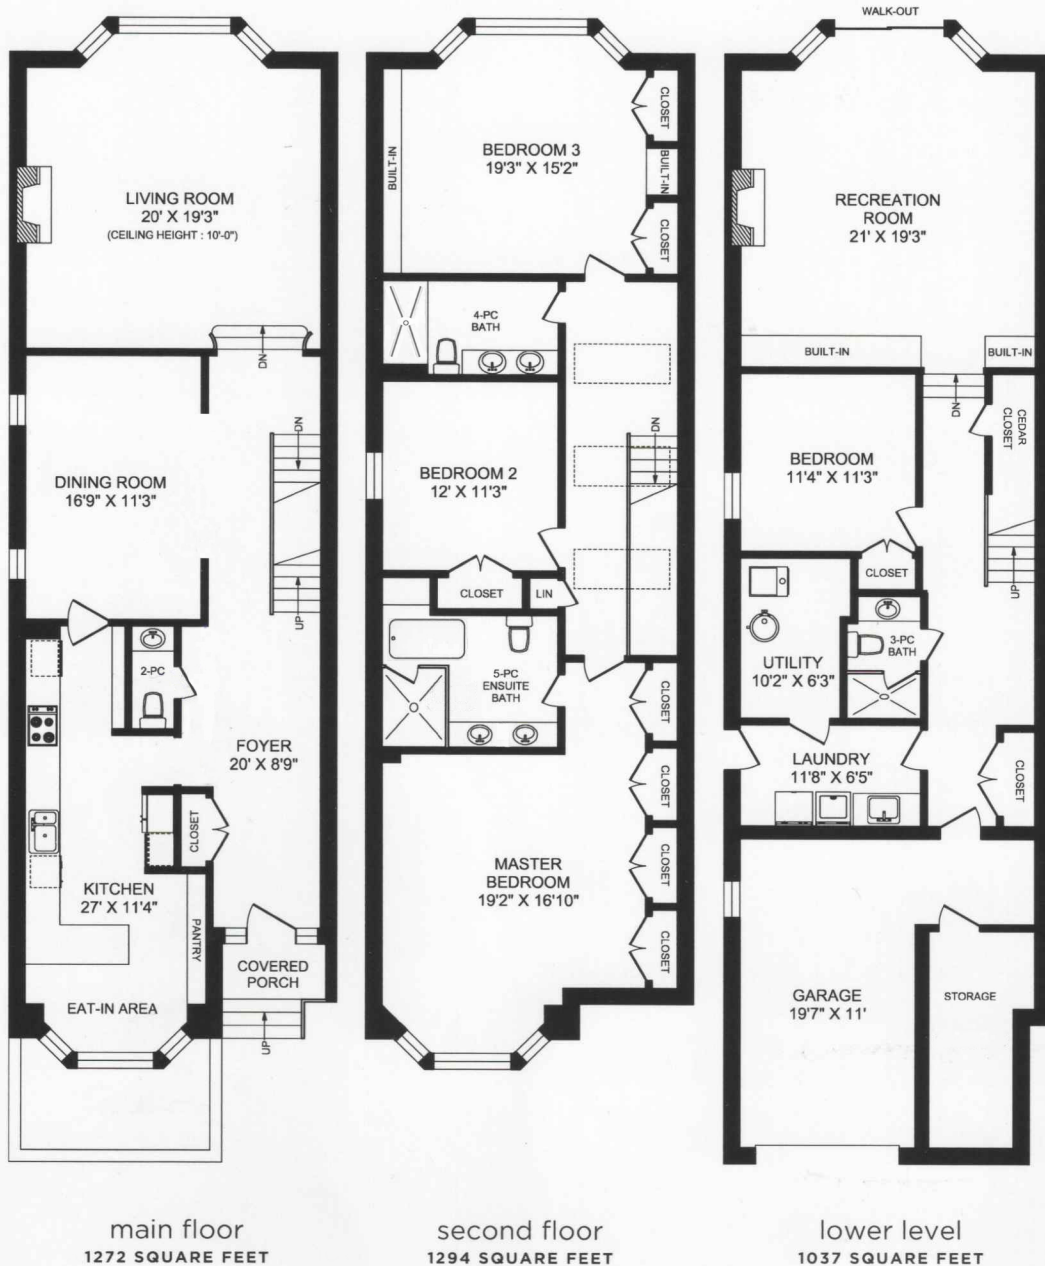 LIVING ROOM
20' X 19'3"
(CEILING HEIGHT : 10'-0")
DN
DINING ROOM
16'9" X 11'3"
DN
UP
2-PC
FOYER
20' X 8'9"
CLOSET
KITCHEN
27' X 11'4"
PANTRY
COVERED
PORCH
EAT-IN AREA
UP
main floor
1272 SQUARE FEET
BUILT-IN
BEDROOM 3
19'3" X 15'2"
CLOSET
BUILT-IN
CLOSET
4-PC
BATH
BEDROOM 2
12' X 11'3"
DN
CLOSET
LIN
5-PC
ENSUITE
BATH
CLOSET
CLOSET
MASTER
BEDROOM
19'2" X 16'10"
CLOSET
CLOSET
second floor
1294 SQUARE FEET
WALK-OUT
RECREATION
ROOM
21' X 19'3"
BUILT-IN
BUILT-IN
DN
CEDAR
CLOSET
BEDROOM
11'4" X 11'3"
CLOSET
UP
3-PC
BATH
UTILITY
10'2" X 6'3"
LAUNDRY
11'8" X 6'5"
CLOSET
GARAGE
19'7" X 11'
STORAGE
lower level
1037 SQUARE FEET